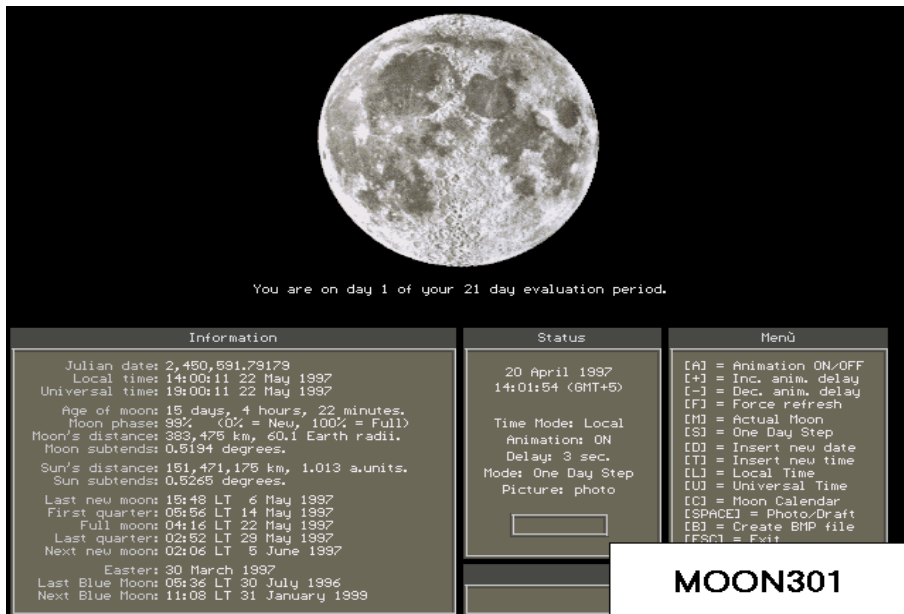 You are on day 1 of your 21 day evaluation period.
Information
Julian date: 2,450,591.79179
Local time: 14:00:11 22 May 1997
Universal time: 19:00:11 22 May 1997
Age of moon: 15 days, 4 hours, 22 minutes.
Moon phase: 99% (0% = New, 100% = Full)
Moon's distance: 383,475 km, 60.1 Earth radii.
Moon subtends: 0.5194 degrees.
Sun's distance: 151,471,175 km, 1.013 a.units.
Sun subtends: 0.5265 degrees.
Last new moon: 15:48 LT 6 May 1997
First quarter: 05:56 LT 14 May 1997
Full moon: 04:16 LT 22 May 1997
Last quarter: 02:52 LT 29 May 1997
Next new moon: 02:06 LT 5 June 1997
Easter: 30 March 1997
Last Blue Moon: 05:36 LT 30 July 1996
Next Blue Moon: 11:08 LT 31 January 1999
Status
20 April 1997
14:01:54 (GMT+5)
Time Mode: Local
Animation: ON
Delay: 3 sec.
Mode: One Day Step
Picture: photo
Menù
[A] = Animation ON/OFF
[+] = Inc. anim. delay
[-] = Dec. anim. delay
[F] = Force refresh
[M] = Actual Moon
[S] = One Day Step
[D] = Insert new date
[T] = Insert new time
[L] = Local Time
[U] = Universal Time
[C] = Moon Calendar
[SPACE] = Photo/Draft
[B] = Create BMP file
[ESC] = Exit
MOON301